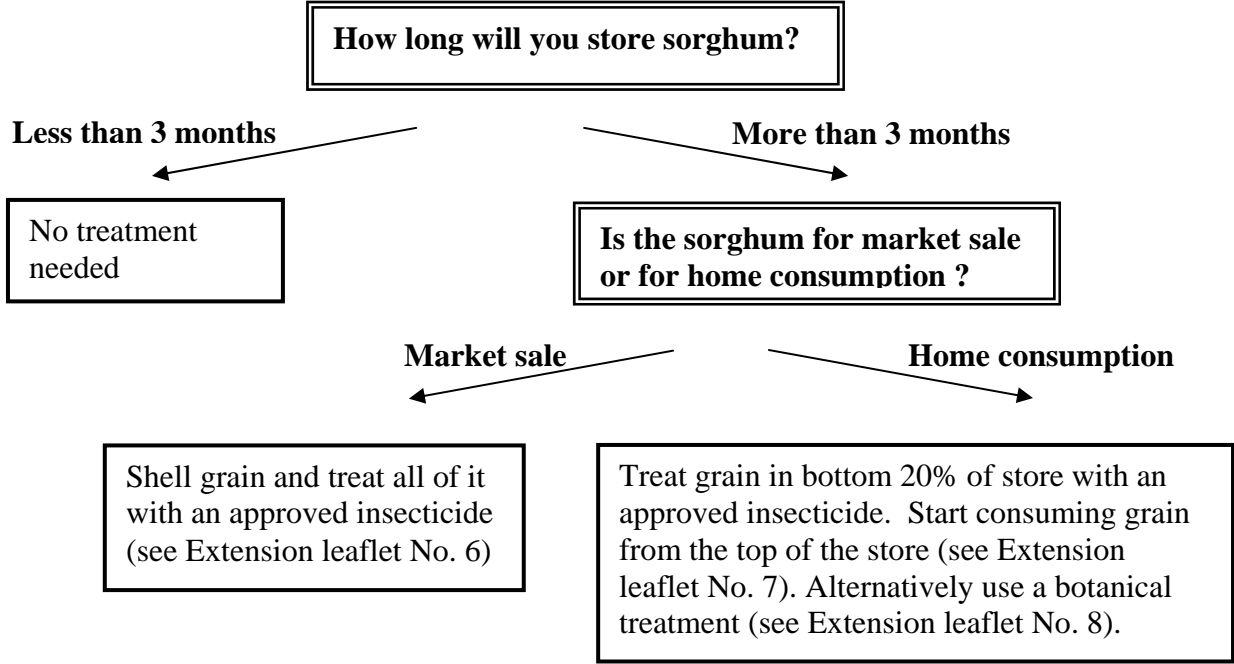 How long will you store sorghum?
Less than 3 months
More than 3 months
No treatment
needed
Is the sorghum for market sale
or for home consumption ?
Market sale
Home consumption
Shell grain and treat all of it
with an approved insecticide
(see Extension leaflet No. 6)
Treat grain in bottom 20% of store with an
approved insecticide.  Start consuming grain
from the top of the store (see Extension
leaflet No. 7). Alternatively use a botanical
treatment (see Extension leaflet No. 8).